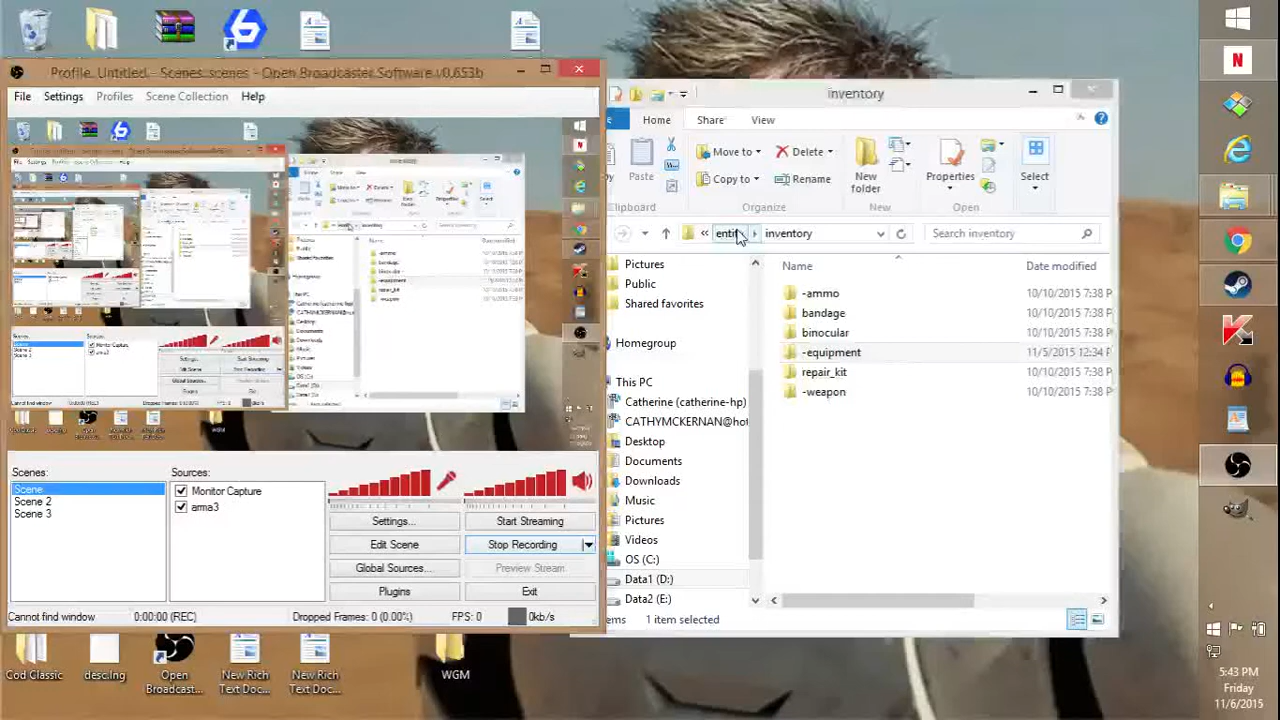 Profile: Untitled - Scenes: scenes - Open Broadcaster Software v0.653b
File Settings Profiles Scene Collection Help
Scenes:
Scene
Scene 2
Scene 3
Sources:
Monitor Capture
arma3
Settings...
Start Streaming
Edit Scene
Stop Recording
Global Sources...
Preview Stream
Plugins
Exit
Cannot find window
0:00:00 (REC)
Dropped Frames: 0 (0.00%)
FPS: 0
0kb/s
inventory
Home Share View
Paste
Move to
Copy to
Delete
Rename
New folder
Properties
Select
lipboard
Organize
New
Open
« entit inventory
Search inventory
Pictures
Public
Shared favorites
Homegroup
This PC
Catherine (catherine-hp)
CATHYMCKERNAN@hot
Desktop
Documents
Downloads
Music
Pictures
Videos
OS (C:)
Data1 (D:)
Data2 (E:)
Name
Date modified
-ammo 10/10/2015 7:38 P
bandage 10/10/2015 7:38 P
binocular 10/10/2015 7:38 P
-equipment 11/5/2015 12:34 P
repair_kit 10/10/2015 7:38 P
-weapon 10/10/2015 7:38 P
ems
1 item selected
Cod Classic
desc.lng
Open Broadcast...
New Rich Text Doc...
New Rich Text Doc...
WGM
5:43 PM
Friday
11/6/2015